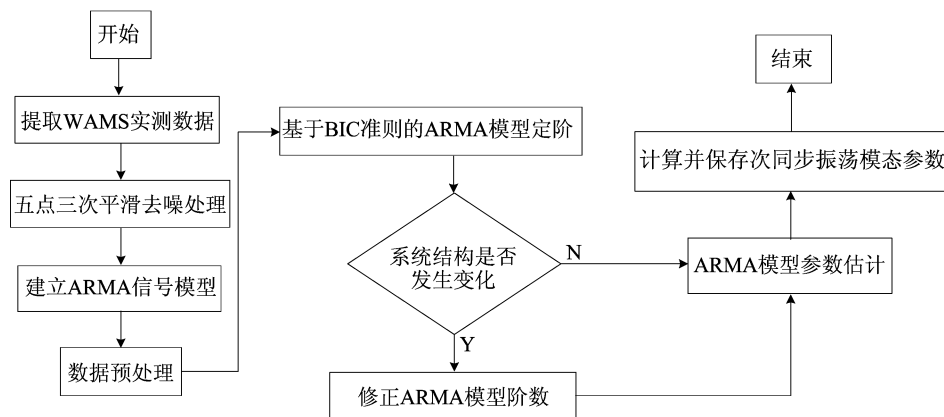 开始
提取WAMS实测数据
五点三次平滑去噪处理
建立ARMA信号模型
数据预处理
基于BIC准则的ARMA模型定阶
系统结构是否
发生变化
N
Y
修正ARMA模型阶数
ARMA模型参数估计
计算并保存次同步振荡模态参数
结束